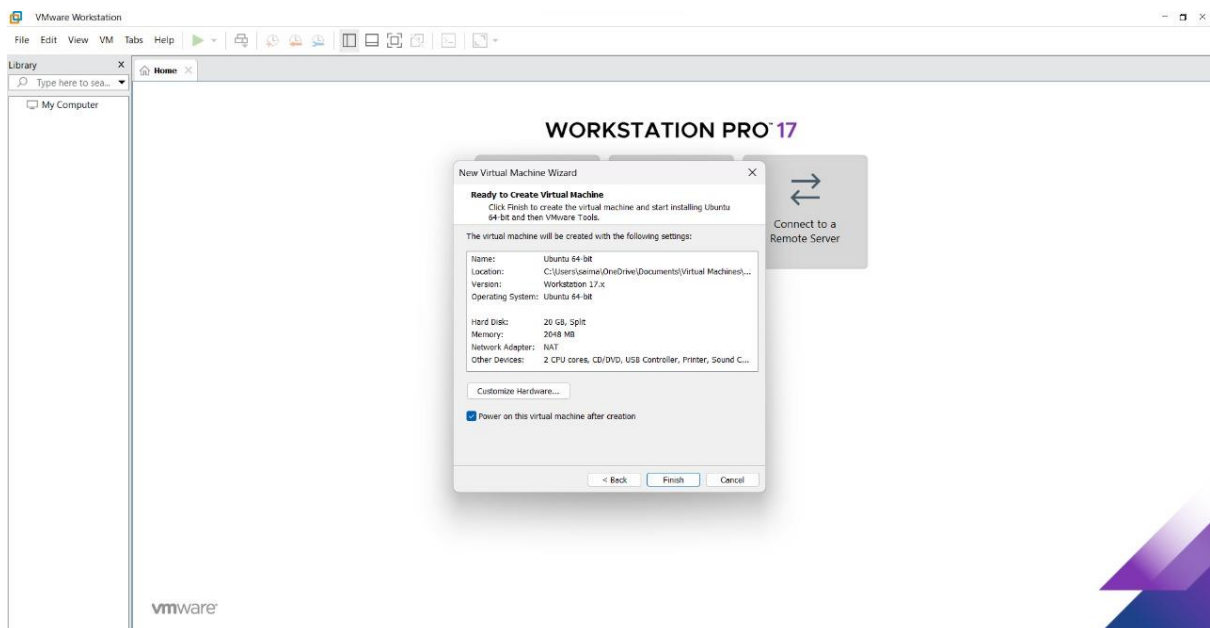 VMware Workstation
File Edit View VM Tabs Help
Library X
Home
Type here to sea...
My Computer
WORKSTATION PRO™ 17
New Virtual Machine Wizard
Ready to Create Virtual Machine
Click Finish to create the virtual machine and start installing Ubuntu
64-bit and then VMware Tools.
The virtual machine will be created with the following settings:
Name: Ubuntu 64-bit
Location: C:\Users\saima\OneDrive\Documents\Virtual Machines\...
Version: Workstation 17.x
Operating System: Ubuntu 64-bit
Hard Disk: 20 GB, Split
Memory: 2048 MB
Network Adapter: NAT
Other Devices: 2 CPU cores, CD/DVD, USB Controller, Printer, Sound C...
Customize Hardware...
Power on this virtual machine after creation
< Back Finish Cancel
Connect to a
Remote Server
vmware